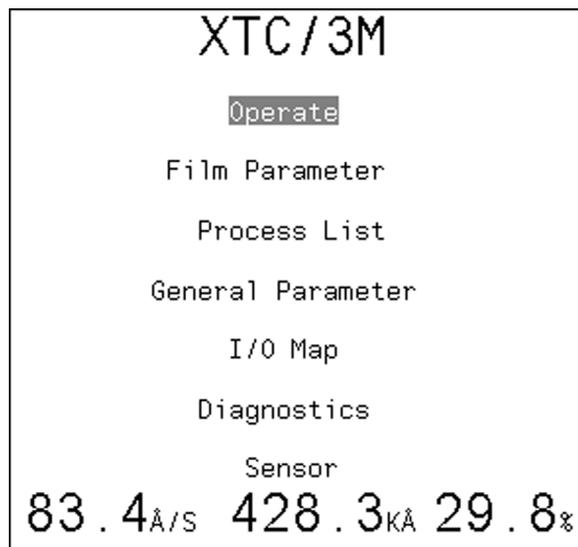 XTC/3M
Operate
Film Parameter
Process List
General Parameter
I/O Map
Diagnostics
Sensor
83.4Å/S 428.3KÅ 29.8%